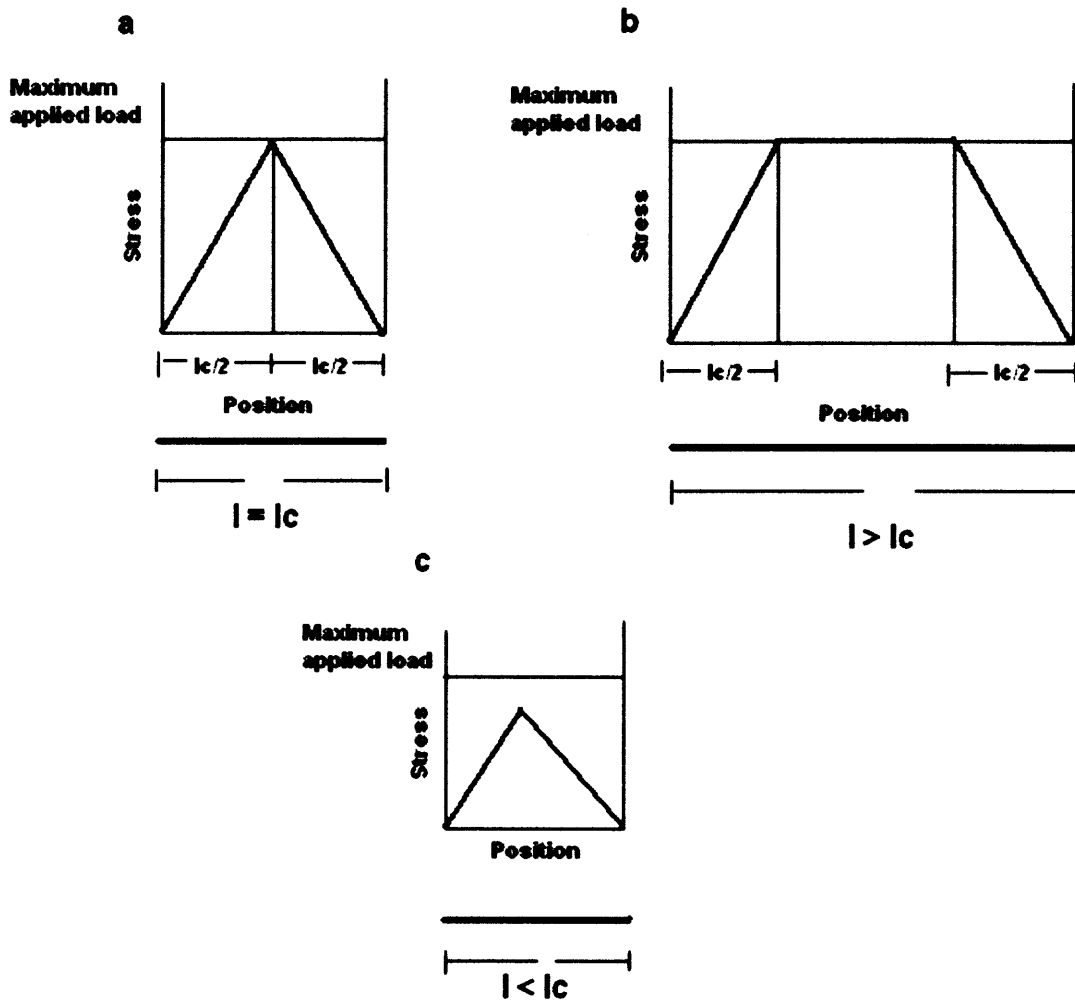 a
Maximum
applied load
Stress
lc/2
lc/2
Position
l = lc
b
Maximum
applied load
Stress
lc/2
lc/2
Position
l > lc
c
Maximum
applied load
Stress
Position
l < lc